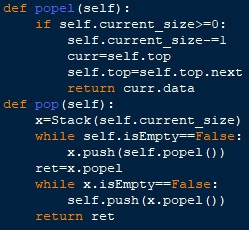 def popel(self):
    if self.current_size>=0:
        self.current_size-=1
        curr=self.top
        self.top=self.top.next
        return curr.data
def pop(self):
    x=Stack(self.current_size)
    while self.isEmpty==False:
        x.push(self.popel())
    ret=x.popel
    while x.isEmpty==False:
        self.push(x.popel())
    return ret